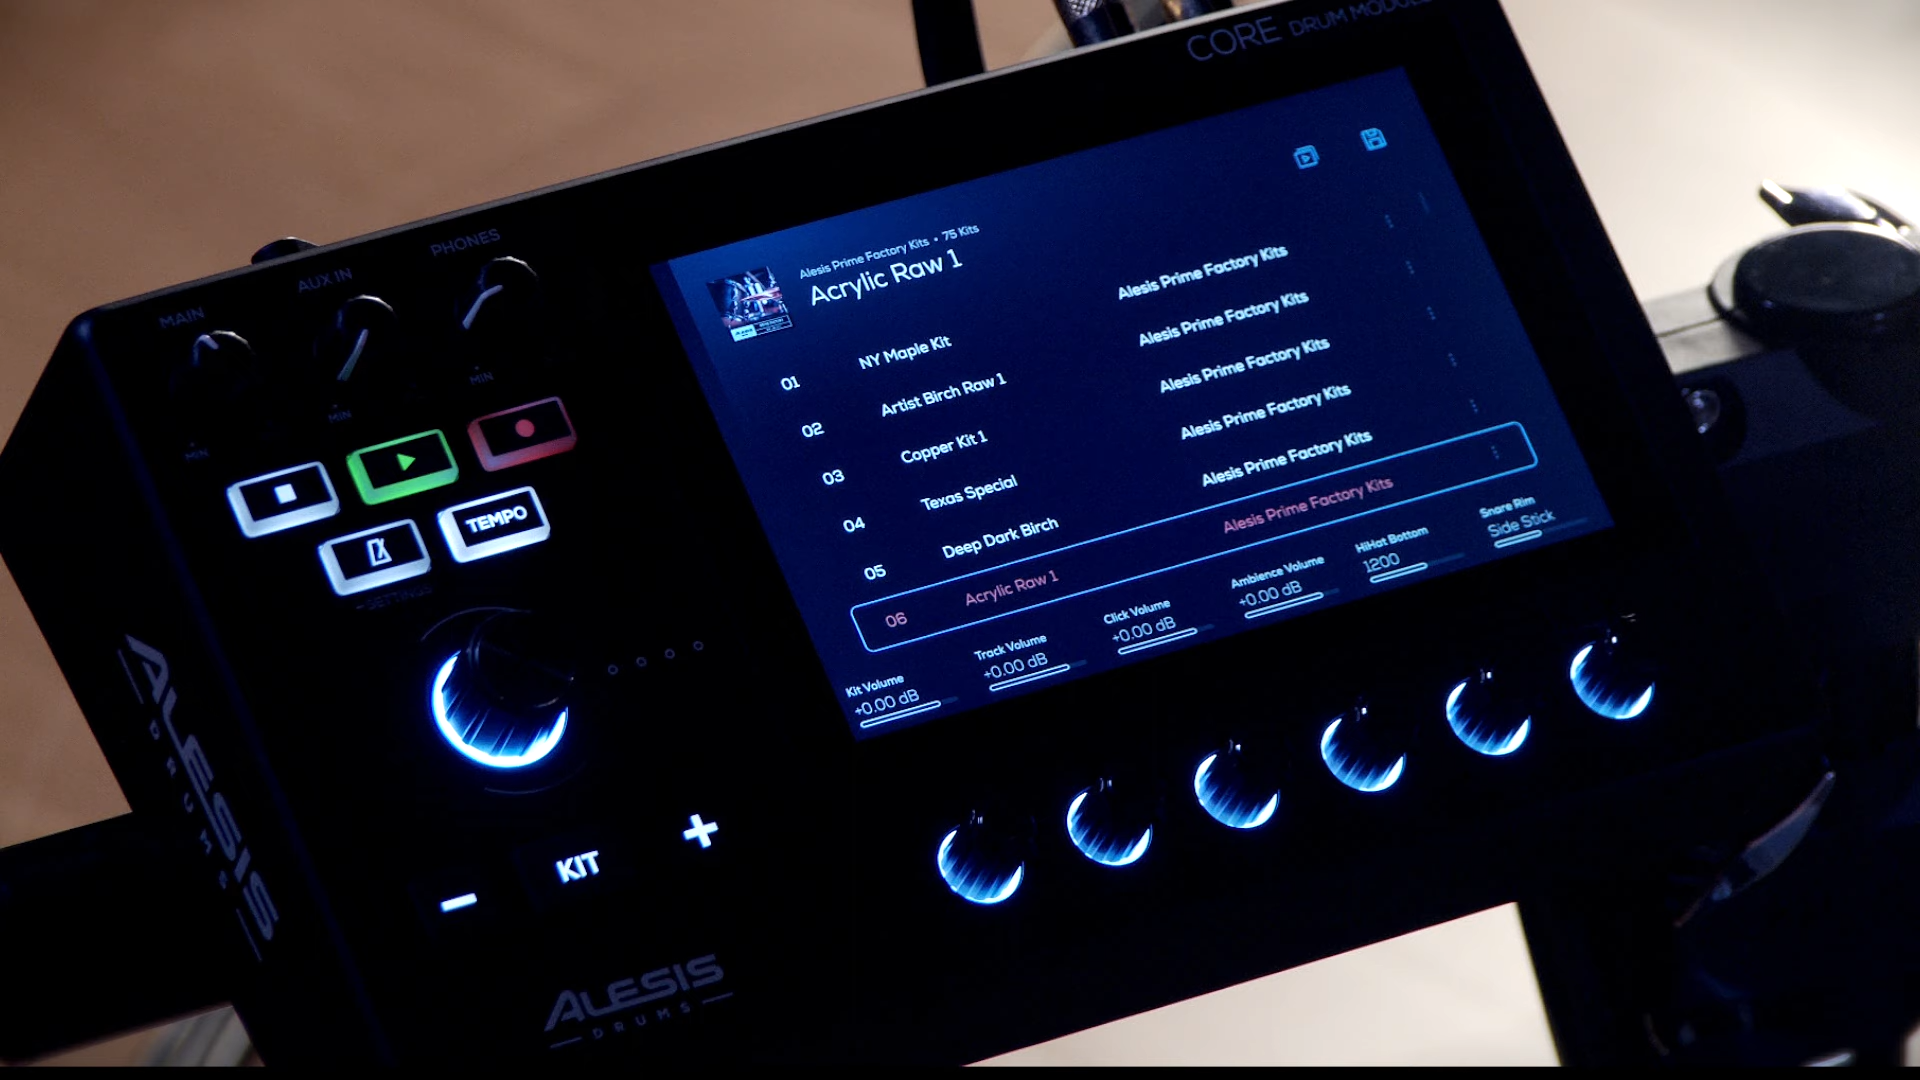 CORE DRUM MODULE
PHONES
AUX IN
MAIN
MIN
MIN
MIN
Alesis Prime Factory Kits • 75 Kits
Acrylic Raw 1
01 NY Maple Kit Alesis Prime Factory Kits
02 Artist Birch Raw 1 Alesis Prime Factory Kits
03 Copper Kit 1 Alesis Prime Factory Kits
04 Texas Special Alesis Prime Factory Kits
05 Deep Dark Birch Alesis Prime Factory Kits
06 Acrylic Raw 1 Alesis Prime Factory Kits
Kit Volume
+0.00 dB
Track Volume
+0.00 dB
Click Volume
+0.00 dB
Ambience Volume
+0.00 dB
HiHat Bottom
1200
Snare Rim
Side Stick
TEMPO
SETTINGS
− KIT +
ALESIS
DRUMS
ALESIS
DRUMS